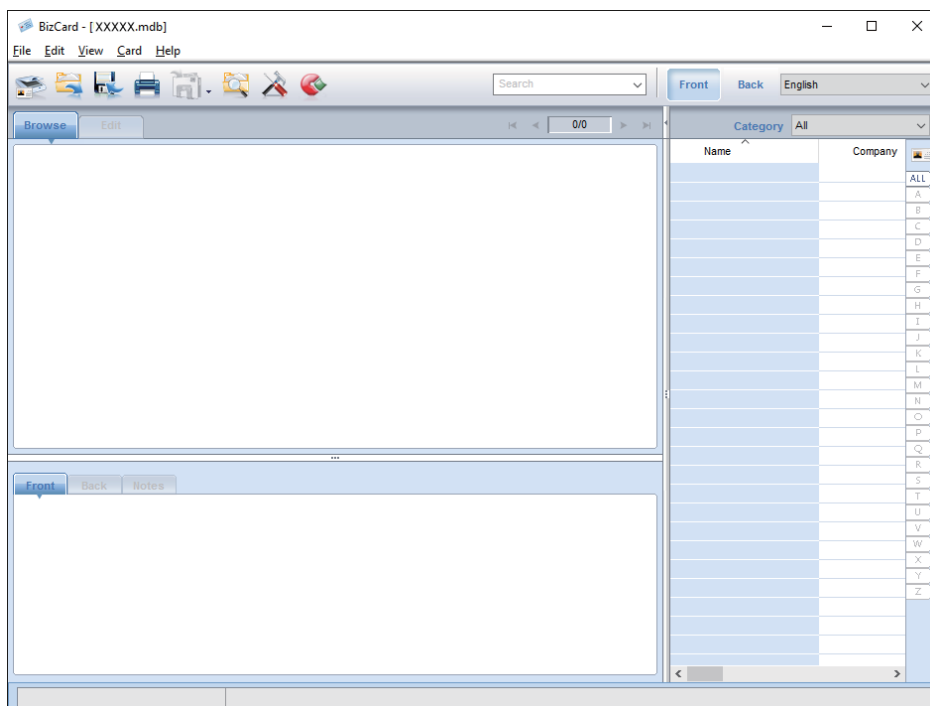 BizCard - [XXXXX.mdb]
File Edit View Card Help
Search
Front Back English
Browse Edit 0/0
Category All
Name Company
ALL
A
B
C
D
E
F
G
H
I
J
K
L
M
N
O
P
Q
R
S
T
U
V
W
X
Y
Z
Front Back Notes